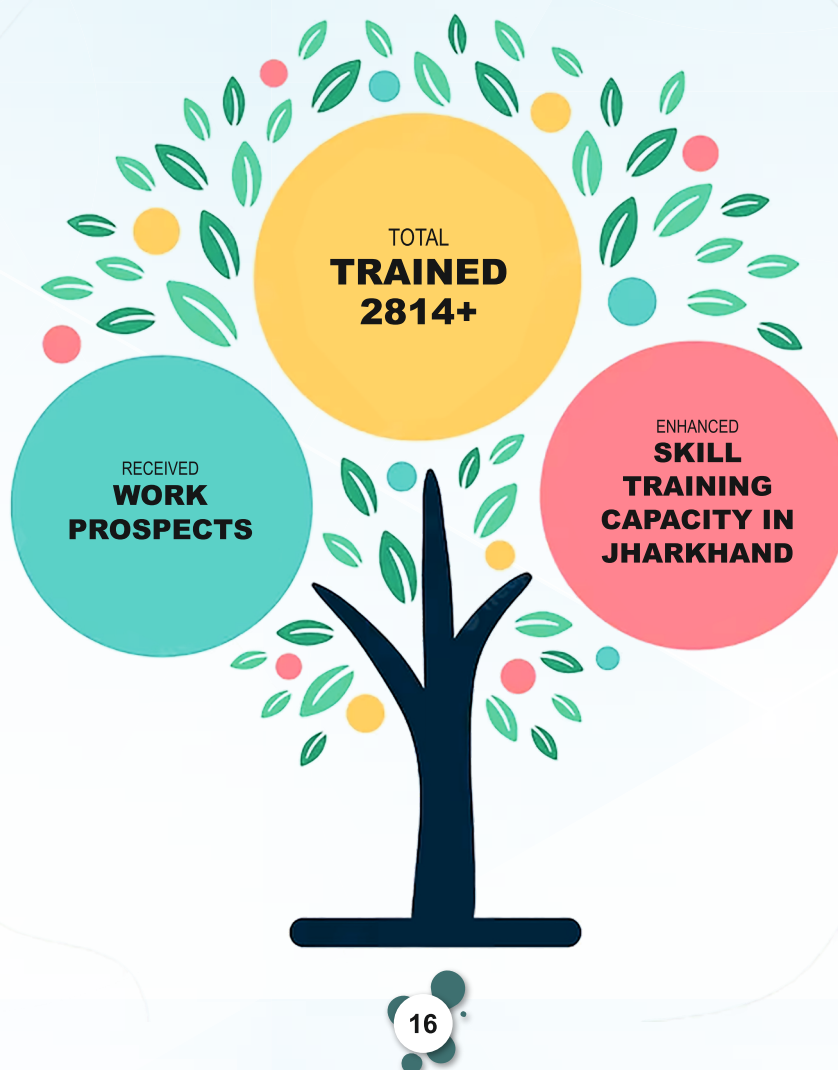 TOTAL
TRAINED
2814+
RECEIVED
WORK
PROSPECTS
ENHANCED
SKILL
TRAINING
CAPACITY IN
JHARKHAND
16